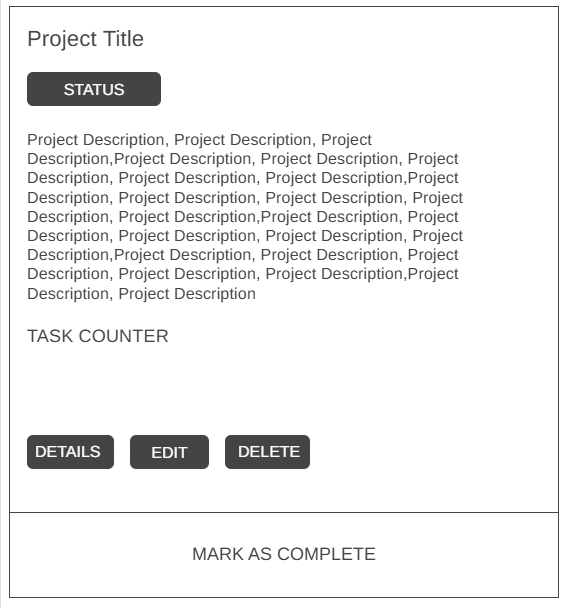 Project Title
STATUS
Project Description, Project Description, Project
Description,Project Description, Project Description, Project
Description, Project Description, Project Description,Project
Description, Project Description, Project Description, Project
Description, Project Description,Project Description, Project
Description, Project Description, Project Description, Project
Description,Project Description, Project Description, Project
Description, Project Description, Project Description,Project
Description, Project Description
TASK COUNTER
DETAILS EDIT DELETE
MARK AS COMPLETE